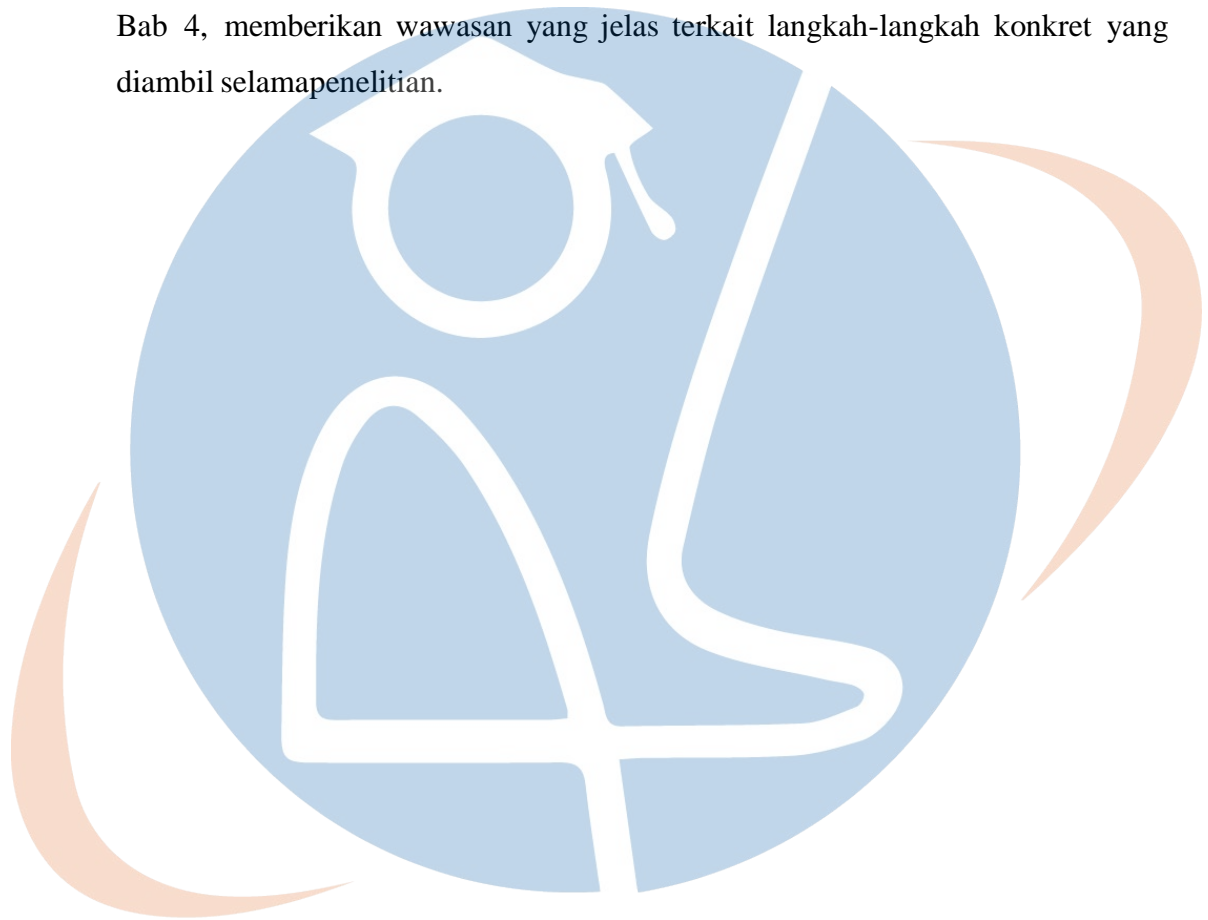 Bab 4, memberikan wawasan yang jelas terkait langkah-langkah konkret yang
diambil selamapenelitian.